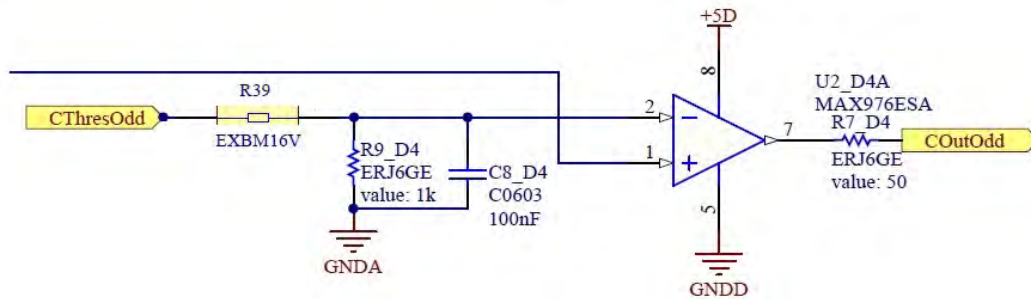 +5D
8
R39
U2_D4A
MAX976ESA
CThresOdd
2
7
R7_D4
COutOdd
EXBM16V
R9_D4
ERJ6GE
value: 1k
1
ERJ6GE
value: 50
C8_D4
C0603
100nF
5
GNDA
GNDD